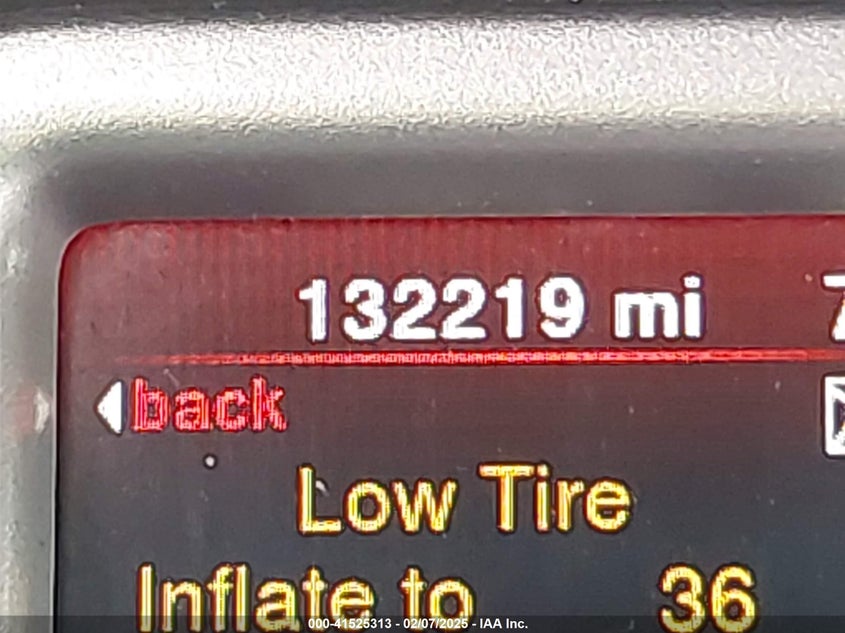 132219 mi
back
Low Tire
Inflate to 36
000-41525313 - 02/07/2025 - IAA Inc.